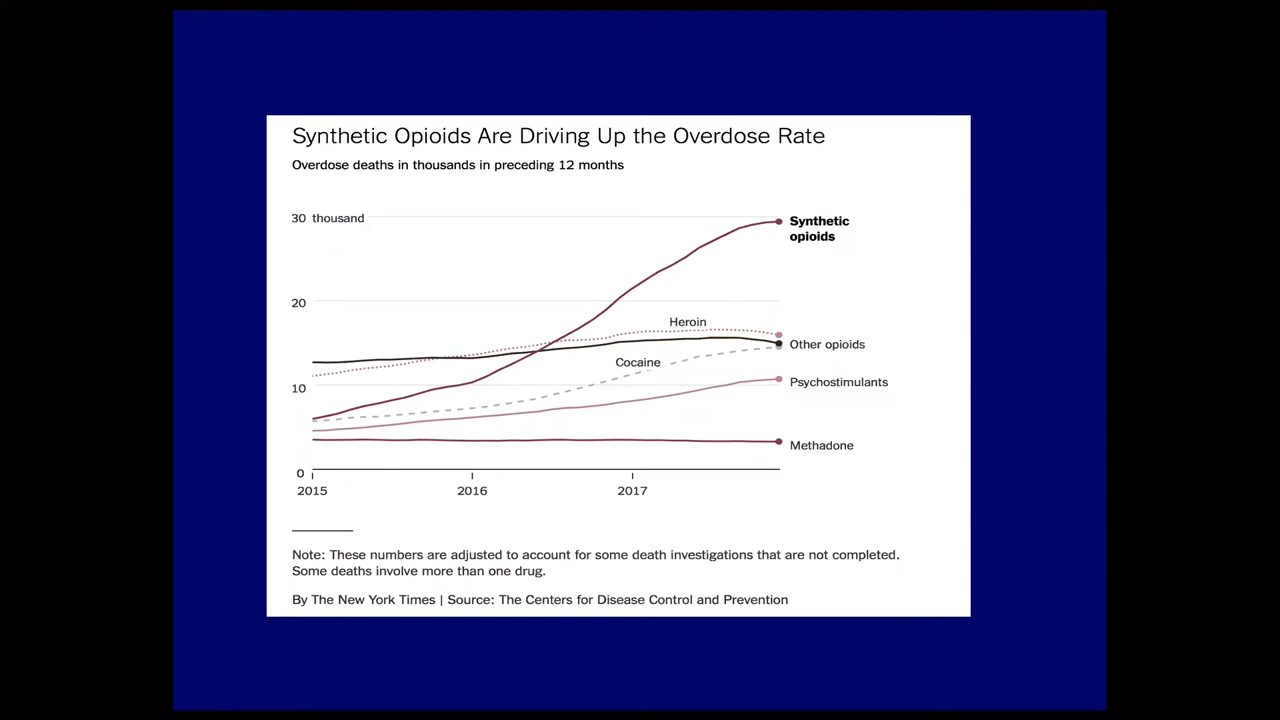 Synthetic Opioids Are Driving Up the Overdose Rate
Overdose deaths in thousands in preceding 12 months
30 thousand
Synthetic
opioids
20
Heroin
Other opioids
Cocaine
10
Psychostimulants
Methadone
0
2015 2016 2017
Note: These numbers are adjusted to account for some death investigations that are not completed.
Some deaths involve more than one drug.
By The New York Times | Source: The Centers for Disease Control and Prevention